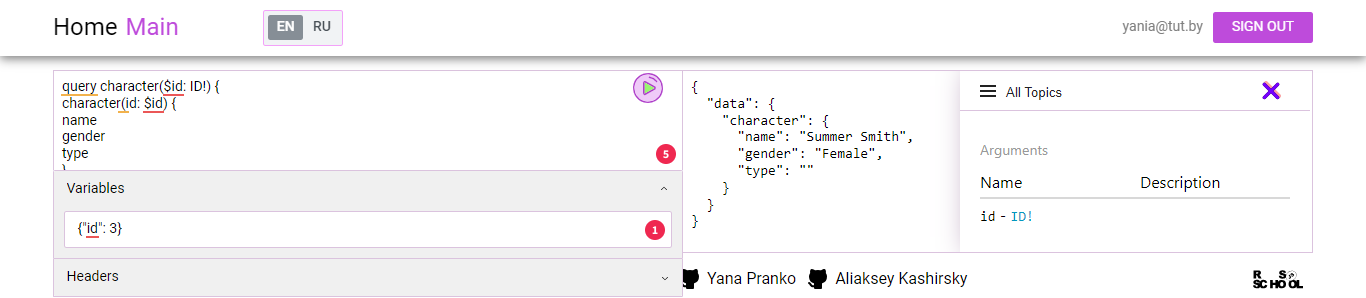 Home Main EN RU yania@tut.by SIGN OUT
query character($id: ID!) {
character(id: $id) {
name
gender
type
5
Variables
{"id": 3}
1
Headers
{
"data": {
"character": {
"name": "Summer Smith",
"gender": "Female",
"type": ""
}
}
}
All Topics
Arguments
Name Description
id - ID!
Yana Pranko Aliaksey Kashirsky
RS
SCHOOL